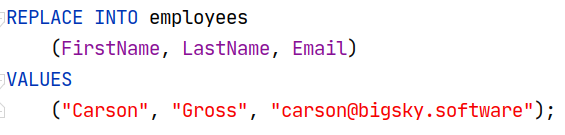 REPLACE INTO employees
(FirstName, LastName, Email)
VALUES
("Carson", "Gross", "carson@bigsky.software");